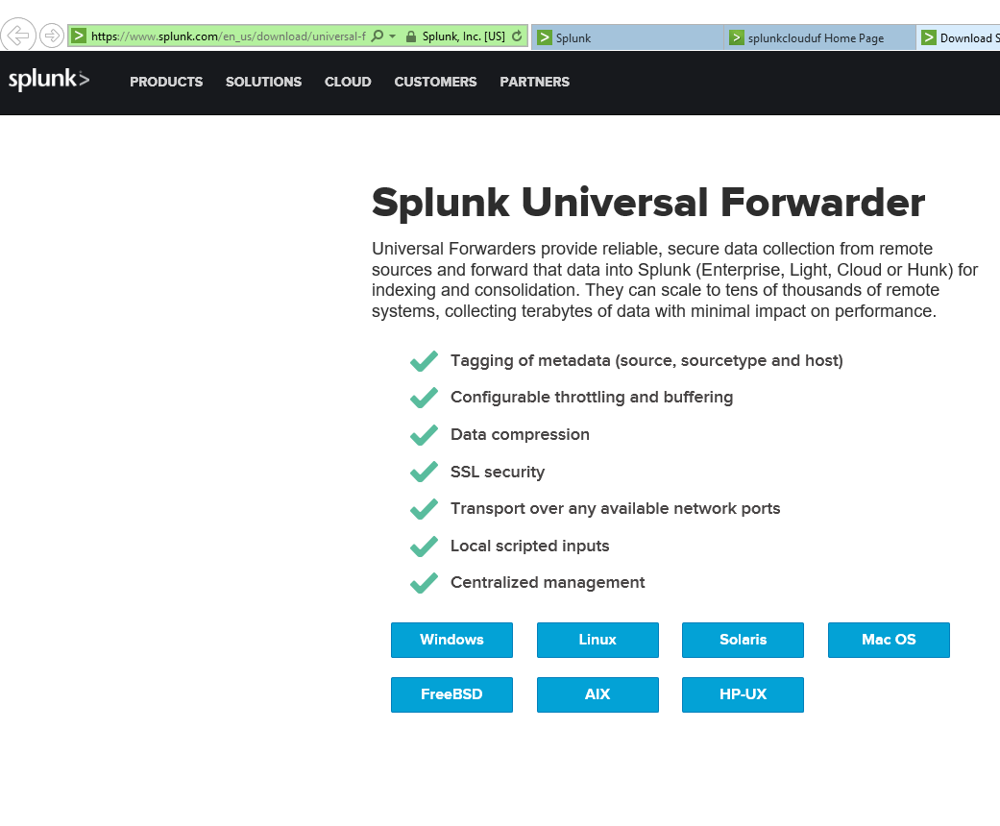 https://www.splunk.com/en_us/download/universal-f
Splunk, Inc. [US]
Splunk
splunkclouduf Home Page
Download S
splunk>
PRODUCTS SOLUTIONS CLOUD CUSTOMERS PARTNERS
Splunk Universal Forwarder
Universal Forwarders provide reliable, secure data collection from remote
sources and forward that data into Splunk (Enterprise, Light, Cloud or Hunk) for
indexing and consolidation. They can scale to tens of thousands of remote
systems, collecting terabytes of data with minimal impact on performance.
Tagging of metadata (source, sourcetype and host)
Configurable throttling and buffering
Data compression
SSL security
Transport over any available network ports
Local scripted inputs
Centralized management
Windows Linux Solaris Mac OS
FreeBSD AIX HP-UX